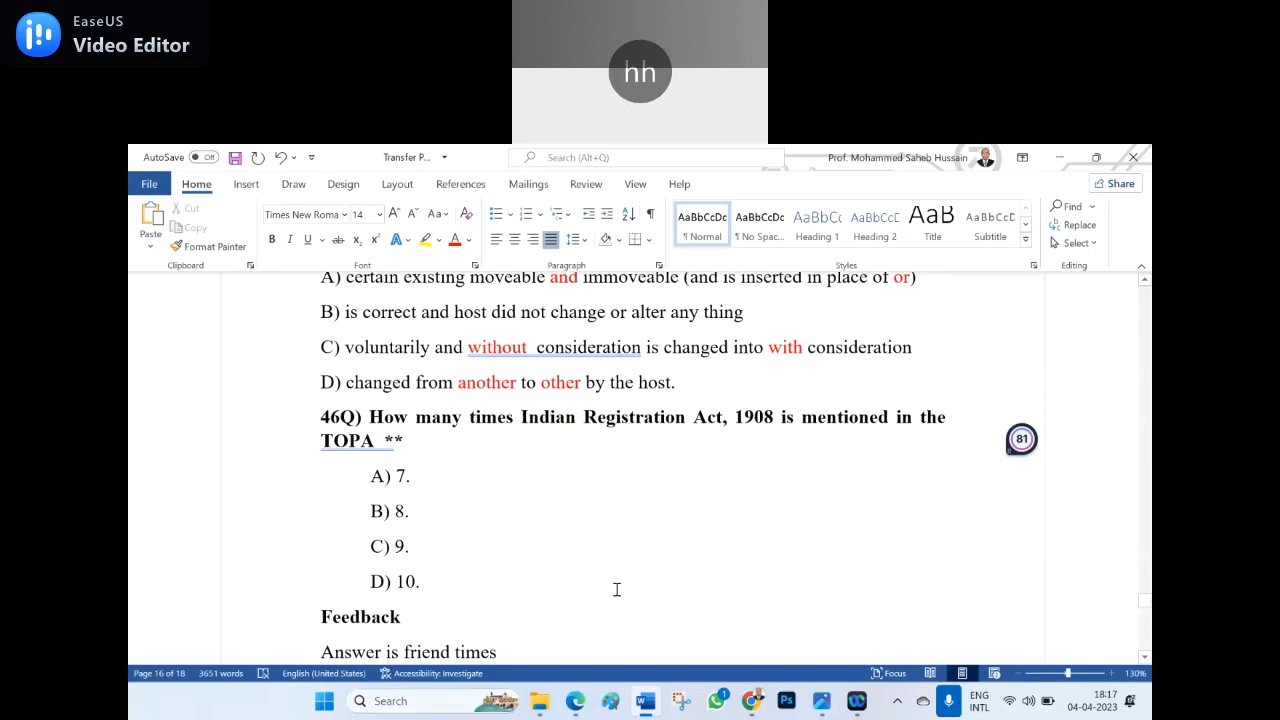 EaseUS
Video Editor
hh
AutoSave Off Transfer P... Search (Alt+Q) Prof. Mohammed Saheb Hussain
File Home Insert Draw Design Layout References Mailings Review View Help Share
Paste Cut Copy Format Painter Clipboard
Times New Roma 14 Font
Paragraph
AaBbCcDc AaBbCcDc AaBbCc AaBbCcD AaB AaBbCcD
¶ Normal ¶ No Spac... Heading 1 Heading 2 Title Subtitle
Styles
Find
Replace
Select
Editing
A) certain existing moveable and immoveable (and is inserted in place of or)
B) is correct and host did not change or alter any thing
C) voluntarily and without consideration is changed into with consideration
D) changed from another to other by the host.
46Q) How many times Indian Registration Act, 1908 is mentioned in the
TOPA **
81
A) 7.
B) 8.
C) 9.
D) 10.
Feedback
Answer is friend times
Page 16 of 18 3651 words English (United States) Accessibility: Investigate Focus 130%
Search
1
Ps
ENG
INTL
18:17
04-04-2023